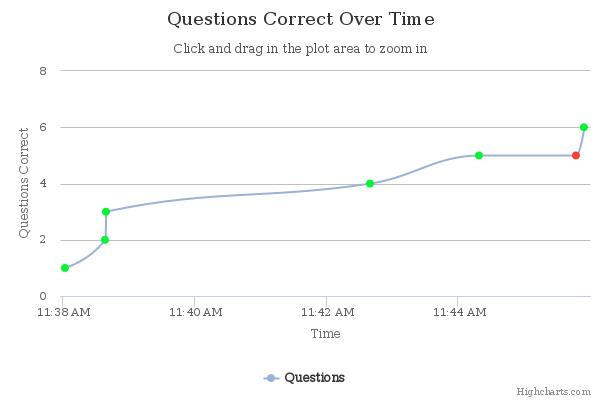 Questions Correct Over Time
Click and drag in the plot area to zoom in
Questions Correct
8
6
4
2
0
11:38 AM
11:40 AM
11:42 AM
11:44 AM
Time
Questions
Highcharts.com